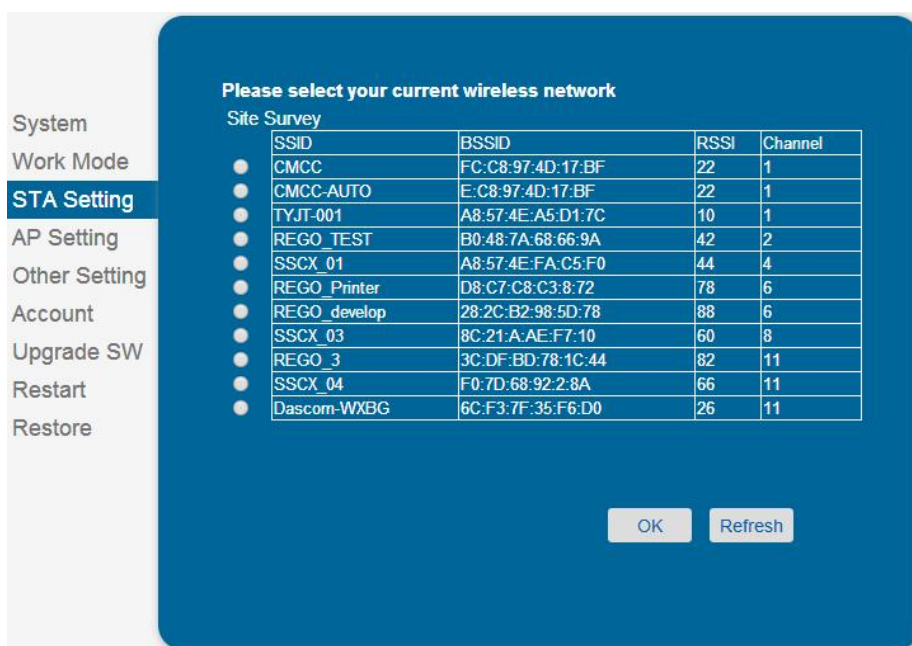 Please select your current wireless network
Site Survey
SSID BSSID RSSI Channel
CMCC FC:C8:97:4D:17:BF 22 1
CMCC-AUTO E:C8:97:4D:17:BF 22 1
TYJT-001 A8:57:4E:A5:D1:7C 10 1
REGO_TEST B0:48:7A:68:66:9A 42 2
SSCX_01 A8:57:4E:FA:C5:F0 44 4
REGO_Printer D8:C7:C8:C3:8:72 78 6
REGO_develop 28:2C:B2:98:5D:78 88 6
SSCX_03 8C:21:A:AE:F7:10 60 8
REGO_3 3C:DF:BD:78:1C:44 82 11
SSCX_04 F0:7D:68:92:2:8A 66 11
Dascom-WXBG 6C:F3:7F:35:F6:D0 26 11
OK Refresh
System
Work Mode
STA Setting
AP Setting
Other Setting
Account
Upgrade SW
Restart
Restore